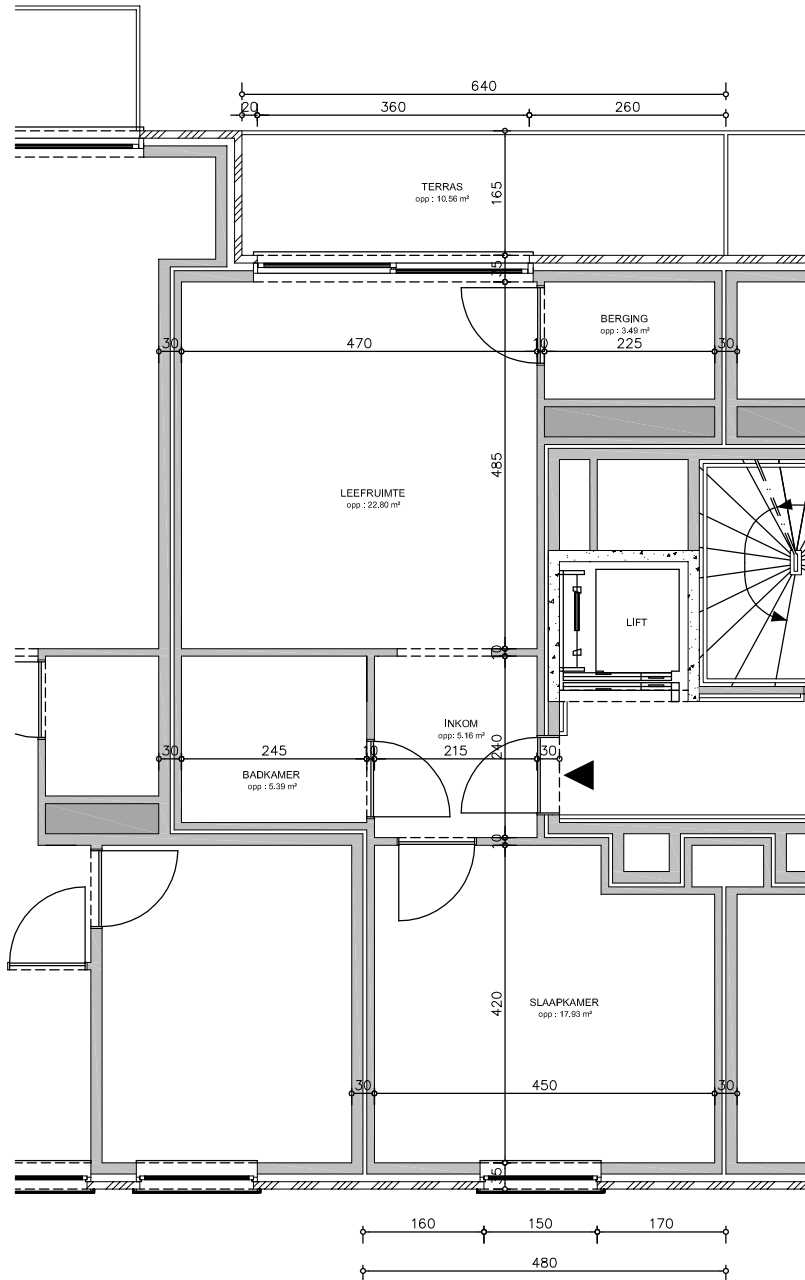 640
20
360
260
TERRAS
opp : 10.56 m²
165
35
BERGING
opp : 3.49 m²
30
470
10
225
30
485
LEEFRUIMTE
opp : 22.80 m²
LIFT
10
INKOM
opp: 5.16 m²
240
30
245
10
215
30
BADKAMER
opp : 5.39 m²
10
420
SLAAPKAMER
opp : 17.93 m²
30
450
30
35
160
150
170
480